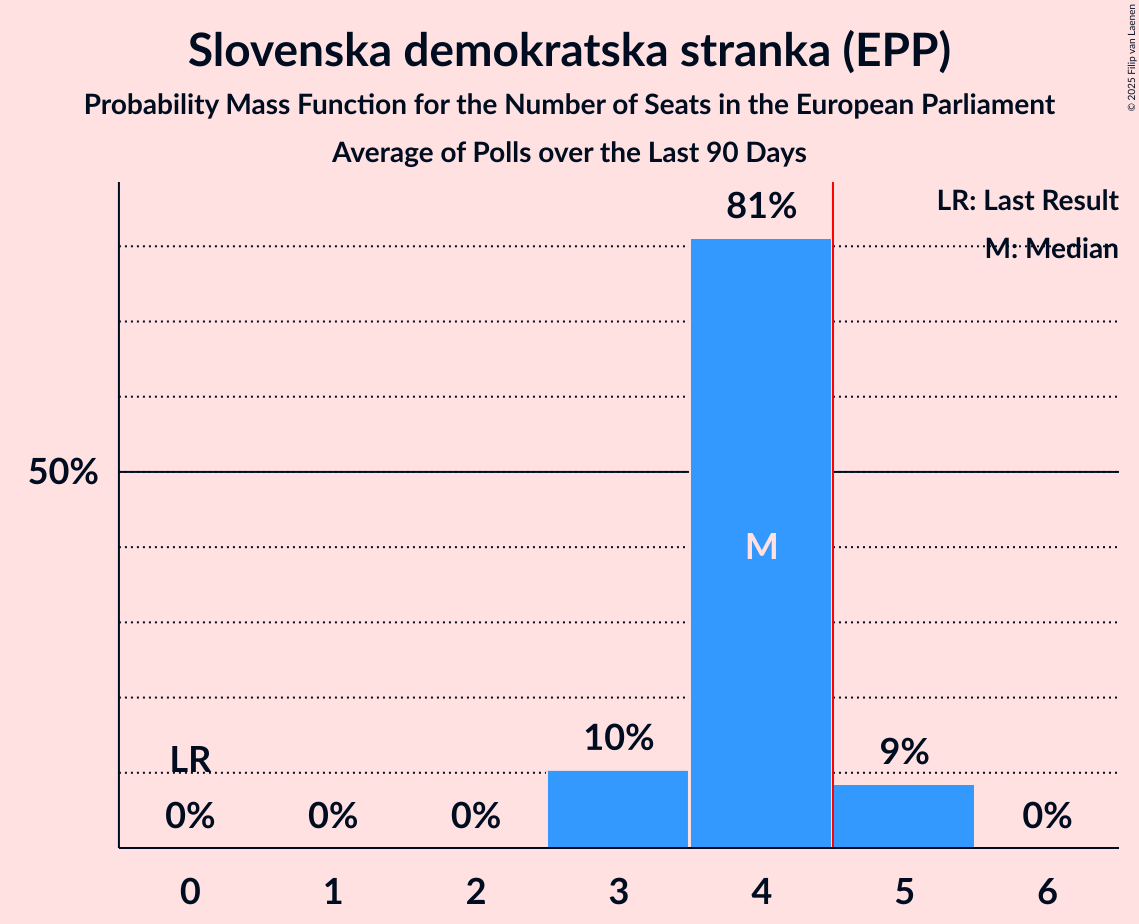 Slovenska demokratska stranka (EPP)
Probability Mass Function for the Number of Seats in the European Parliament
Average of Polls over the Last 90 Days
© 2025 Filip van Laenen
LR: Last Result
M: Median
81%
50%
M
10%
9%
LR
0% 0% 0% 0%
0 1 2 3 4 5 6